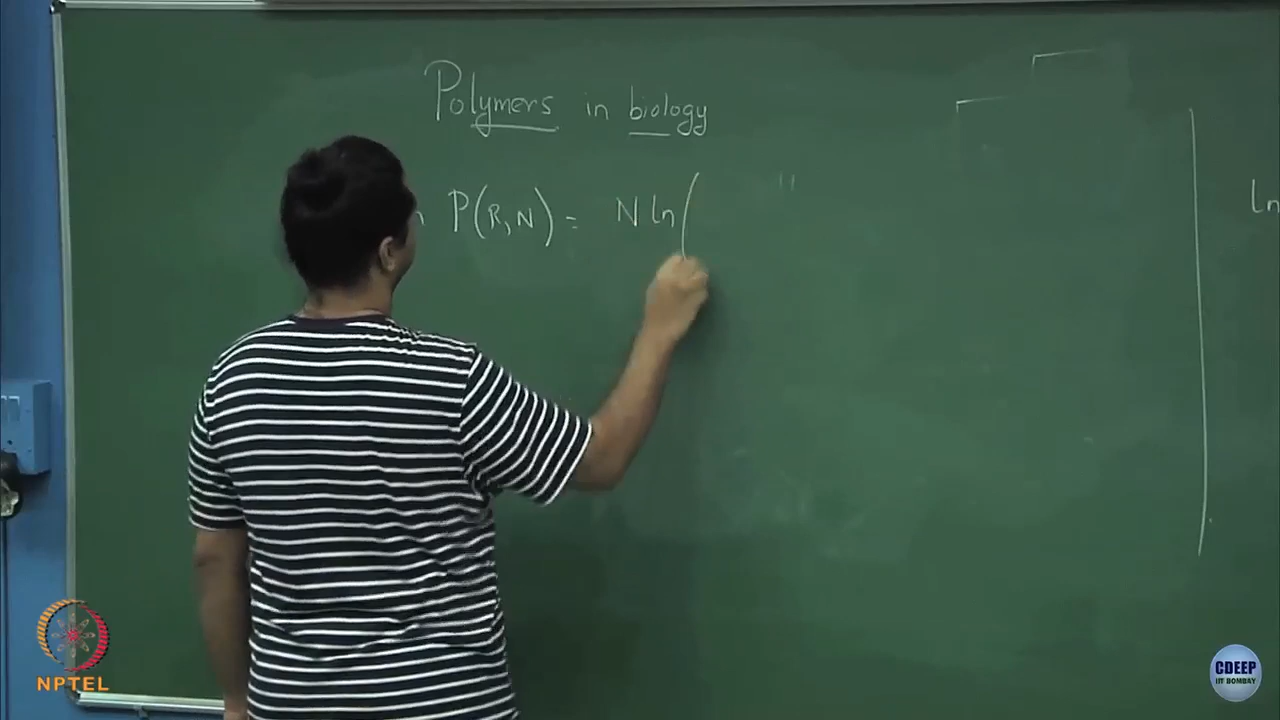 Polymers in biology
P(R,N) = N ln(
ln
NPTEL
CDEEP
IIT BOMBAY